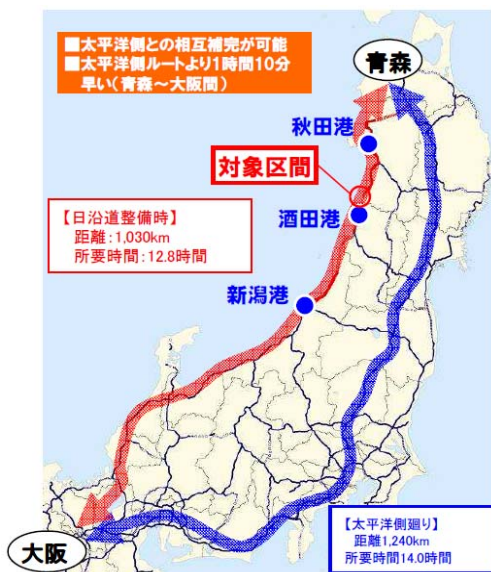 ■太平洋側との相互補完が可能
■太平洋側ルートより1時間10分
早い(青森~大阪間)
青森
秋田港
対象区間
酒田港
【日沿道整備時】
距離:1,030km
所要時間:12.8時間
新潟港
【太平洋側廻り】
距離1,240km
所要時間14.0時間
大阪